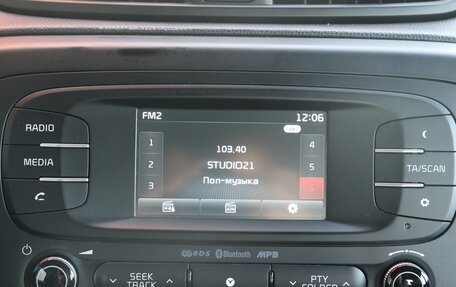 FM2 12:06
RADIO
1 4
103,40
MEDIA 2 STUDIO21 5 TA/SCAN
Поп-музыка
3 6
R·D·S Bluetooth MP3
SEEK PTY
TRACK FOLDER